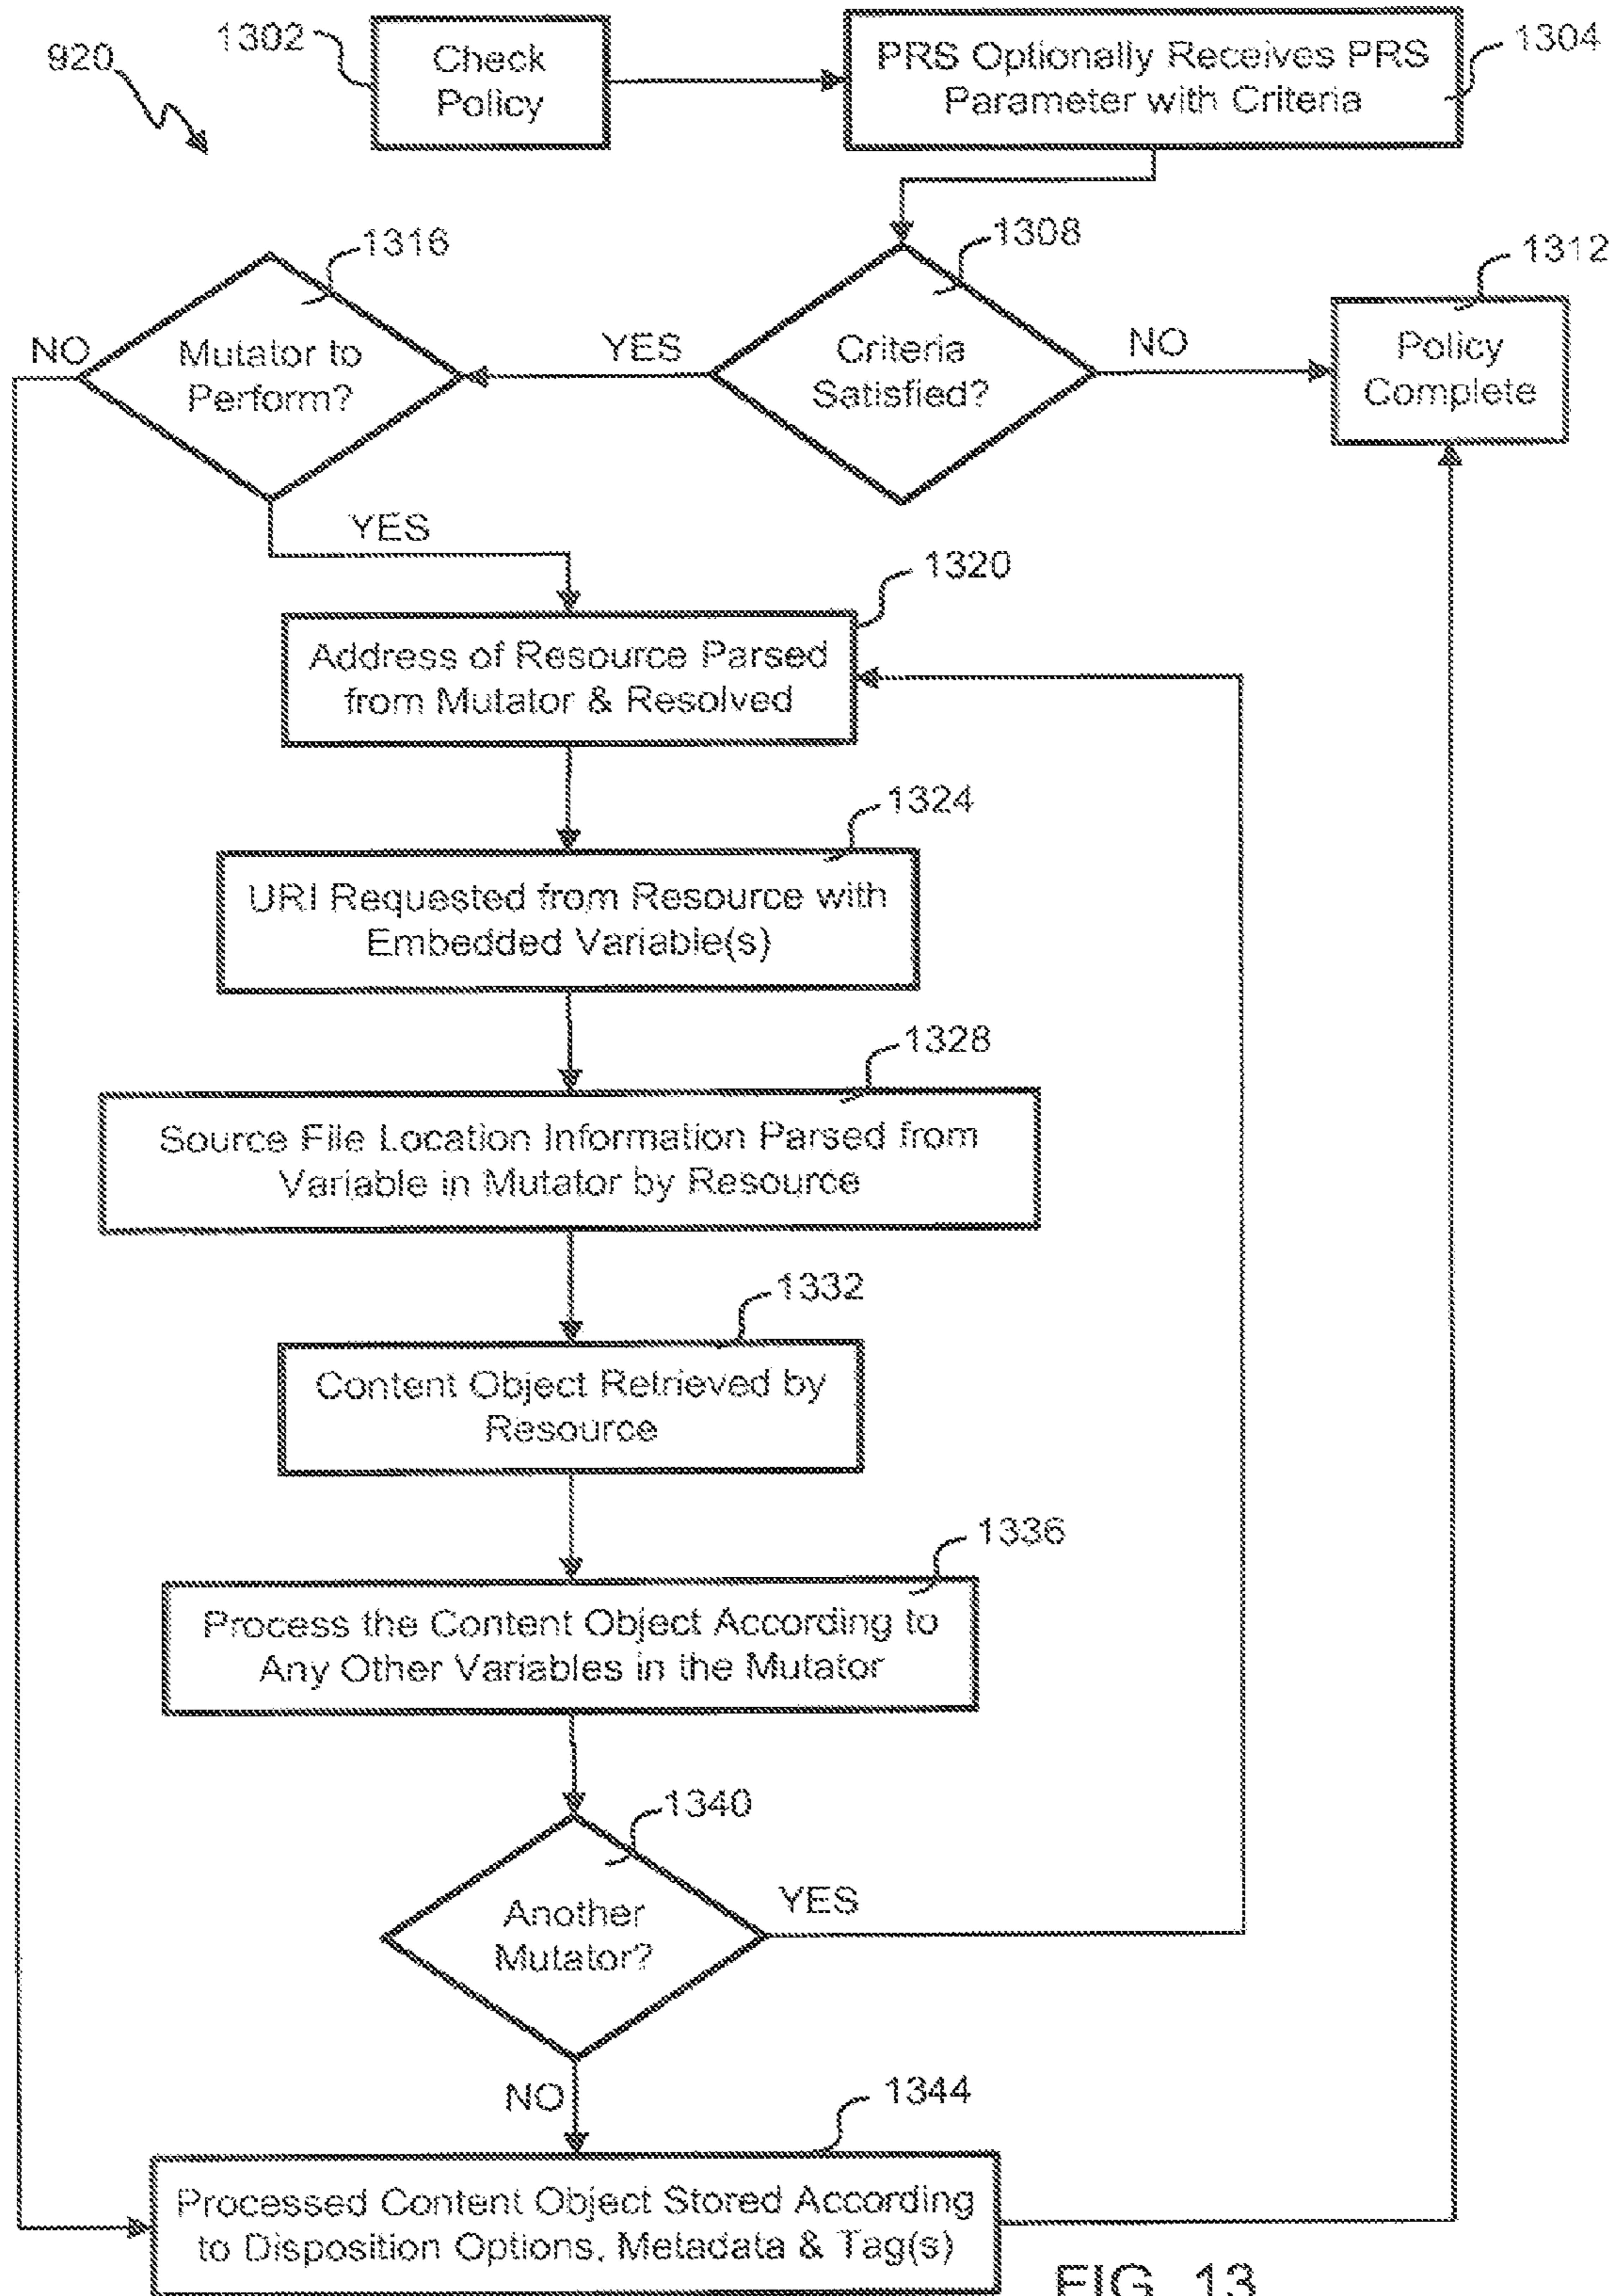 920
1302
Check
Policy
PRS Optionally Receives PRS
Parameter with Criteria
1304
1316
1308
1312
NO
Mutator to
Perform?
YES
Criteria
Satisfied?
NO
Policy
Complete
YES
1320
Address of Resource Parsed
from Mutator & Resolved
1324
URI Requested from Resource with
Embedded Variable(s)
1328
Source File Location Information Parsed from
Variable in Mutator by Resource
1332
Content Object Retrieved by
Resource
1336
Process the Content Object According to
Any Other Variables in the Mutator
1340
Another
Mutator?
YES
NO
1344
Processed Content Object Stored According
to Disposition Options, Metadata & Tag(s)
FIG. 13